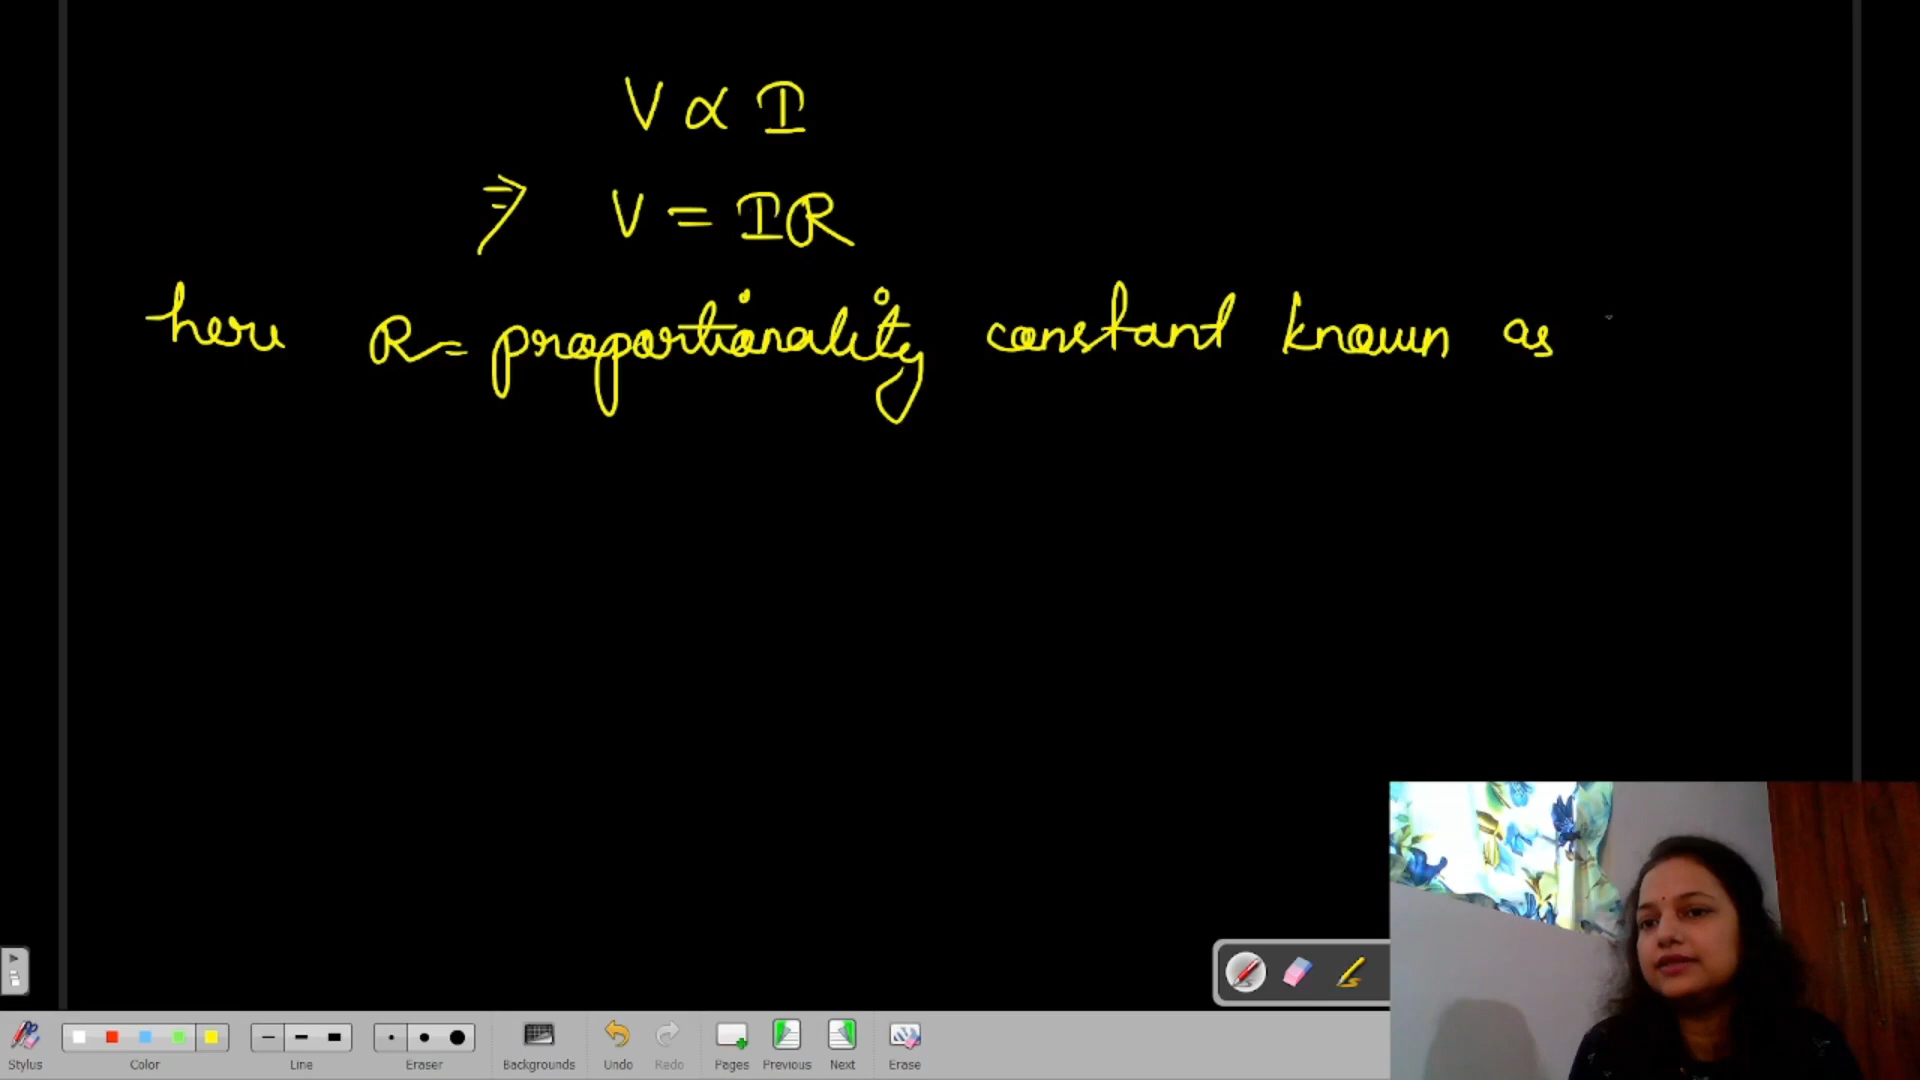 V ∝ I
⇒ V = IR
here R = proportionality constant known as
Stylus Color Line Eraser Backgrounds Undo Redo Pages Previous Next Erase